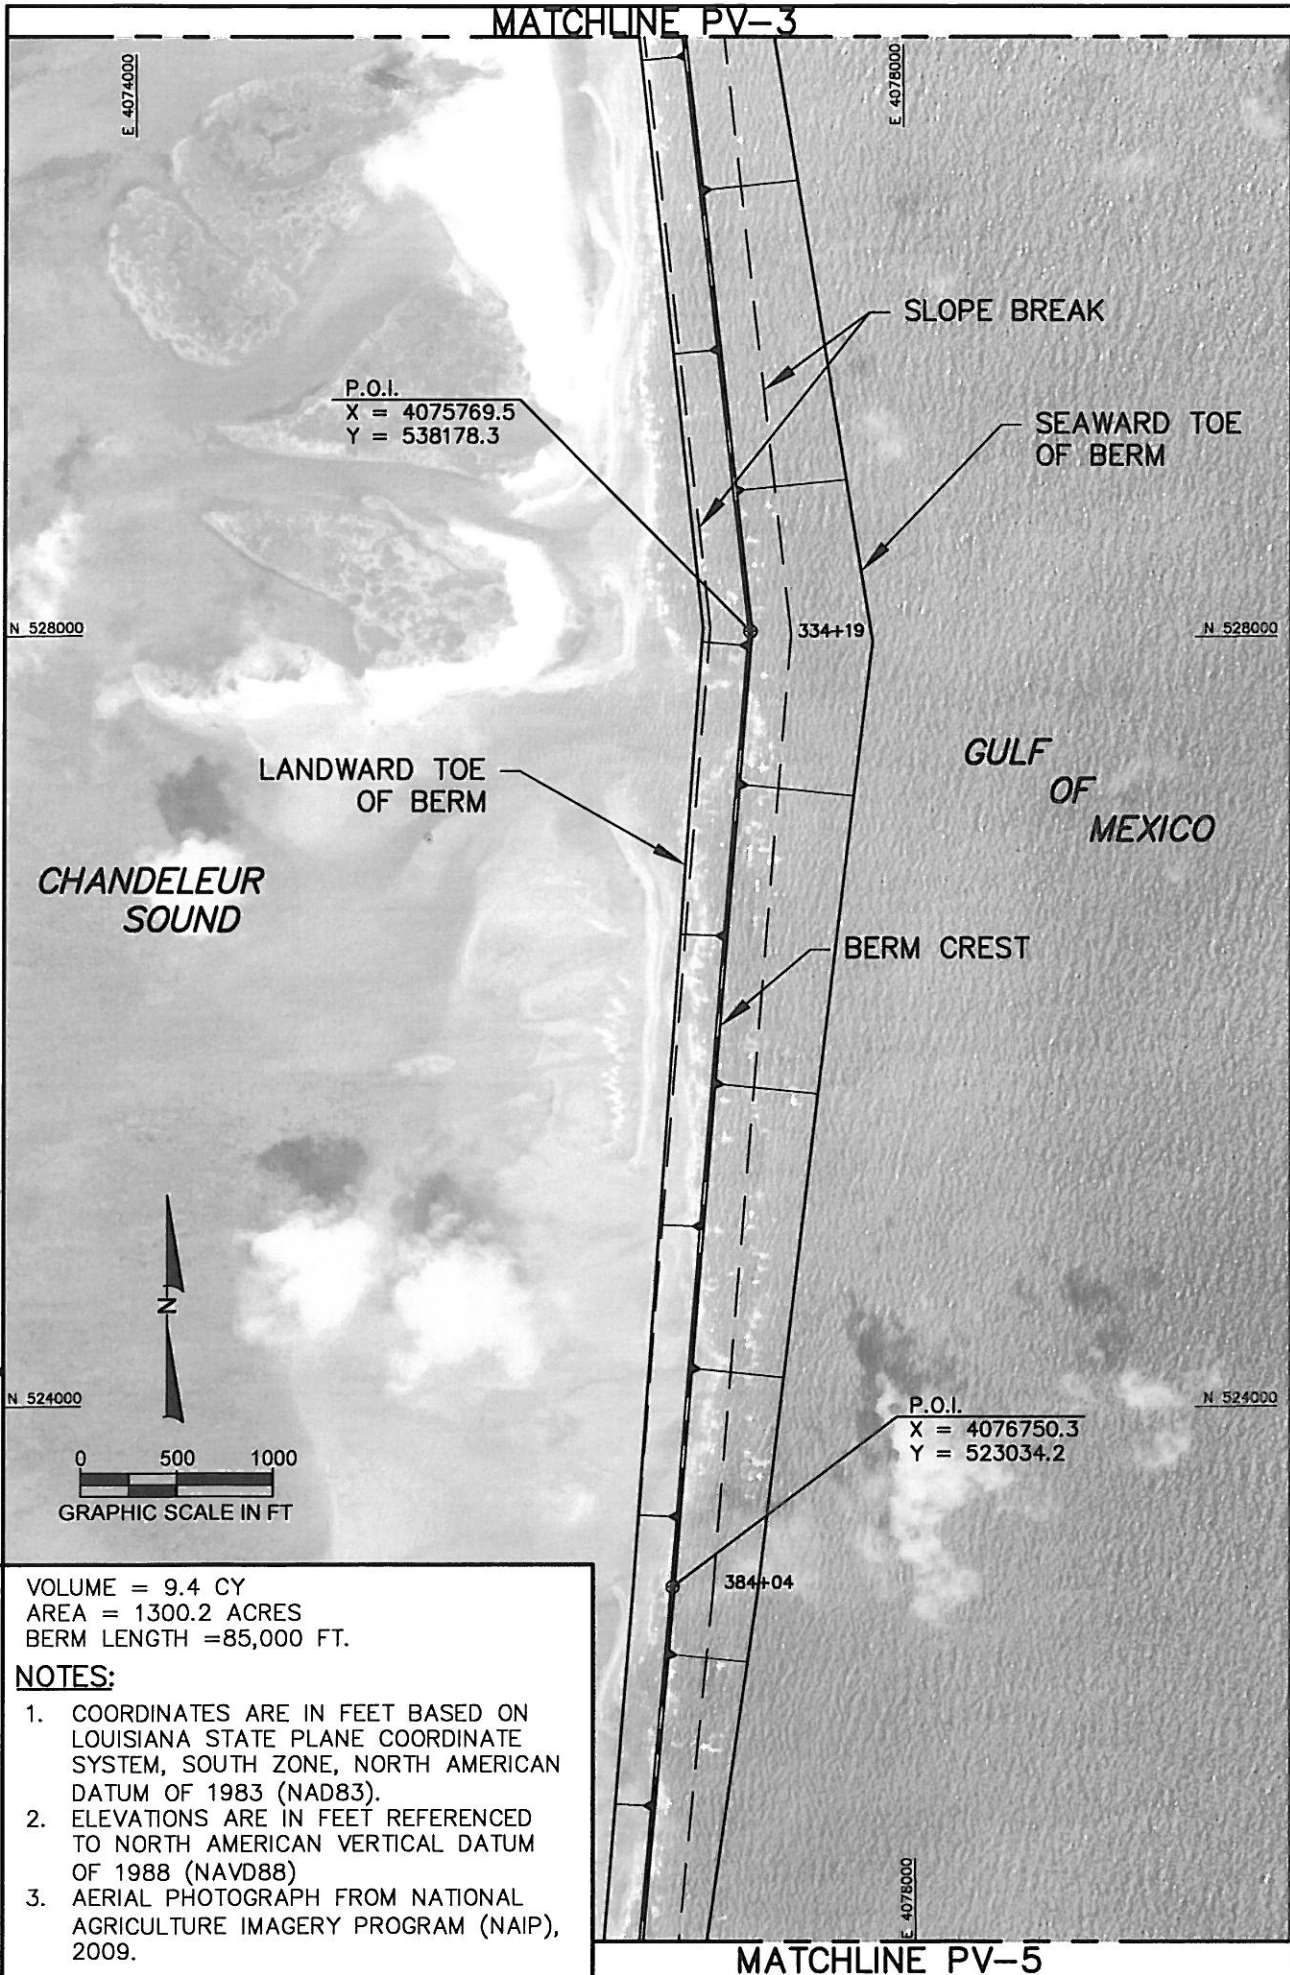 MATCHLINE PV-3
E 4074000
E 4078000
SLOPE BREAK
P.O.I.
X = 4075769.5
Y = 538178.3
SEAWARD TOE
OF BERM
N 528000
334+19
N 528000
GULF
OF
MEXICO
LANDWARD TOE
OF BERM
CHANDELEUR
SOUND
BERM CREST
N
N 524000
N 524000
P.O.I.
X = 4076750.3
Y = 523034.2
0 500 1000
GRAPHIC SCALE IN FT
384+04
VOLUME = 9.4 CY
AREA = 1300.2 ACRES
BERM LENGTH =85,000 FT.
NOTES:
1. COORDINATES ARE IN FEET BASED ON
LOUISIANA STATE PLANE COORDINATE
SYSTEM, SOUTH ZONE, NORTH AMERICAN
DATUM OF 1983 (NAD83).
2. ELEVATIONS ARE IN FEET REFERENCED
TO NORTH AMERICAN VERTICAL DATUM
OF 1988 (NAVD88)
3. AERIAL PHOTOGRAPH FROM NATIONAL
AGRICULTURE IMAGERY PROGRAM (NAIP),
2009.
E 4078000
MATCHLINE PV-5